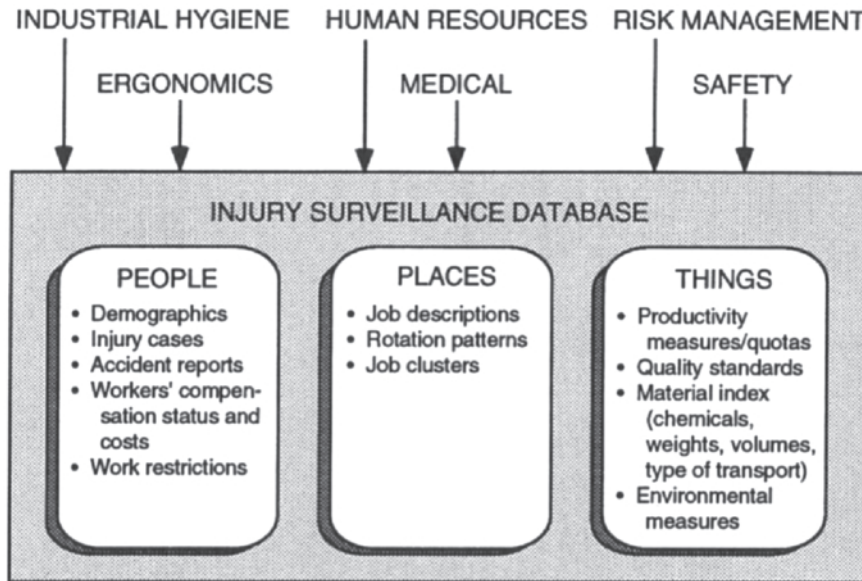 INDUSTRIAL HYGIENE HUMAN RESOURCES RISK MANAGEMENT
ERGONOMICS MEDICAL SAFETY
INJURY SURVEILLANCE DATABASE
PEOPLE
• Demographics
• Injury cases
• Accident reports
• Workers' compen-
sation status and
costs
• Work restrictions
PLACES
• Job descriptions
• Rotation patterns
• Job clusters
THINGS
• Productivity
measures/quotas
• Quality standards
• Material index
(chemicals,
weights, volumes,
type of transport)
• Environmental
measures